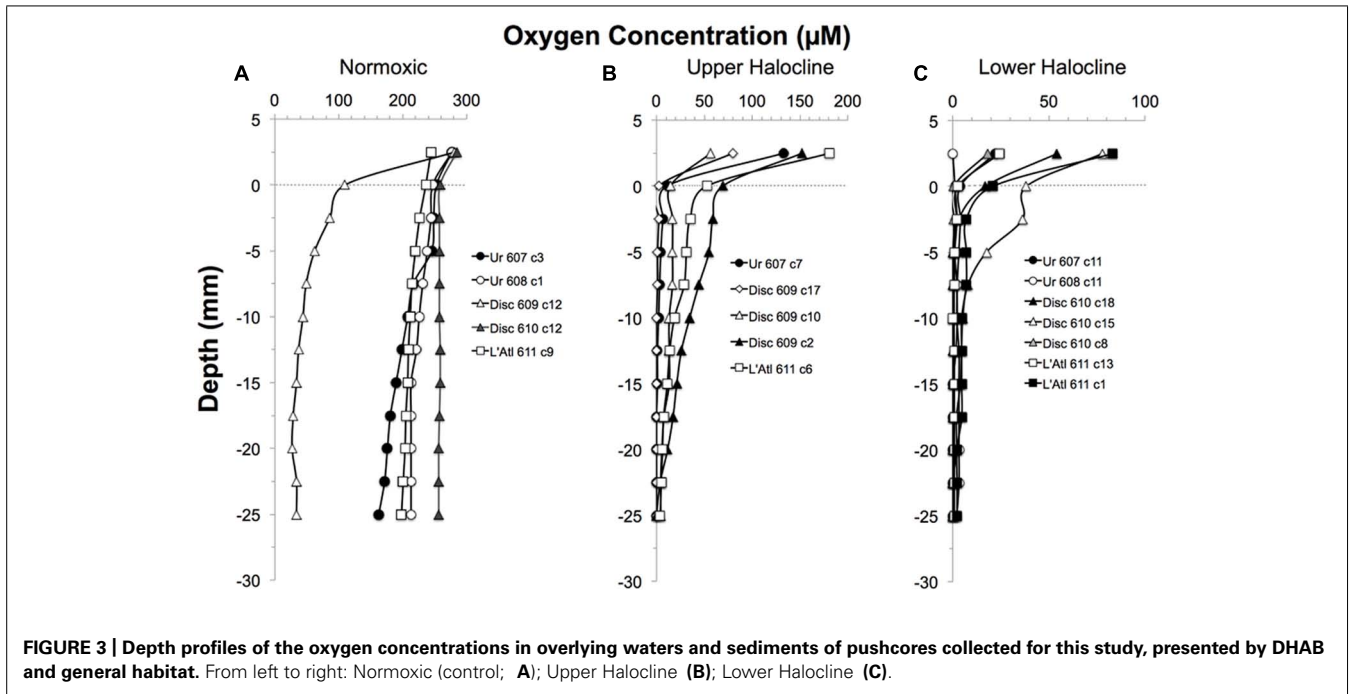 Oxygen Concentration (µM)
A Normoxic
B Upper Halocline
C Lower Halocline
0 100 200 300
0 50 100 150 200
0 50 100
Depth (mm)
5
0
-5
-10
-15
-20
-25
-30
Ur 607 c3
Ur 608 c1
Disc 609 c12
Disc 610 c12
L'Atl 611 c9
5
0
-5
-10
-15
-20
-25
-30
Ur 607 c7
Disc 609 c17
Disc 609 c10
Disc 609 c2
L'Atl 611 c6
5
0
-5
-10
-15
-20
-25
-30
Ur 607 c11
Ur 608 c11
Disc 610 c18
Disc 610 c15
Disc 610 c8
L'Atl 611 c13
L'Atl 611 c1
FIGURE 3 | Depth profiles of the oxygen concentrations in overlying waters and sediments of pushcores collected for this study, presented by DHAB
and general habitat. From left to right: Normoxic (control; A); Upper Halocline (B); Lower Halocline (C).